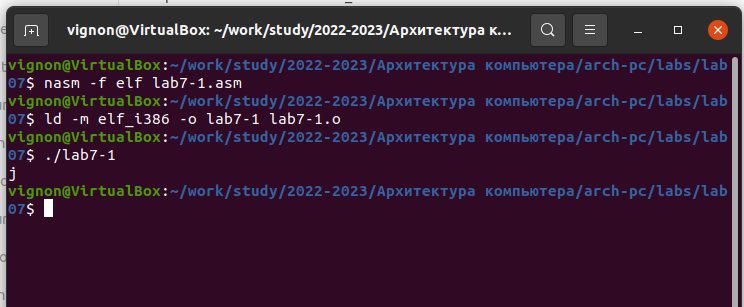 vignon@VirtualBox: ~/work/study/2022-2023/Архитектура к...
vignon@VirtualBox:~/work/study/2022-2023/Архитектура компьютера/arch-pc/labs/lab
07$ nasm -f elf lab7-1.asm
vignon@VirtualBox:~/work/study/2022-2023/Архитектура компьютера/arch-pc/labs/lab
07$ ld -m elf_i386 -o lab7-1 lab7-1.o
vignon@VirtualBox:~/work/study/2022-2023/Архитектура компьютера/arch-pc/labs/lab
07$ ./lab7-1
j
vignon@VirtualBox:~/work/study/2022-2023/Архитектура компьютера/arch-pc/labs/lab
07$